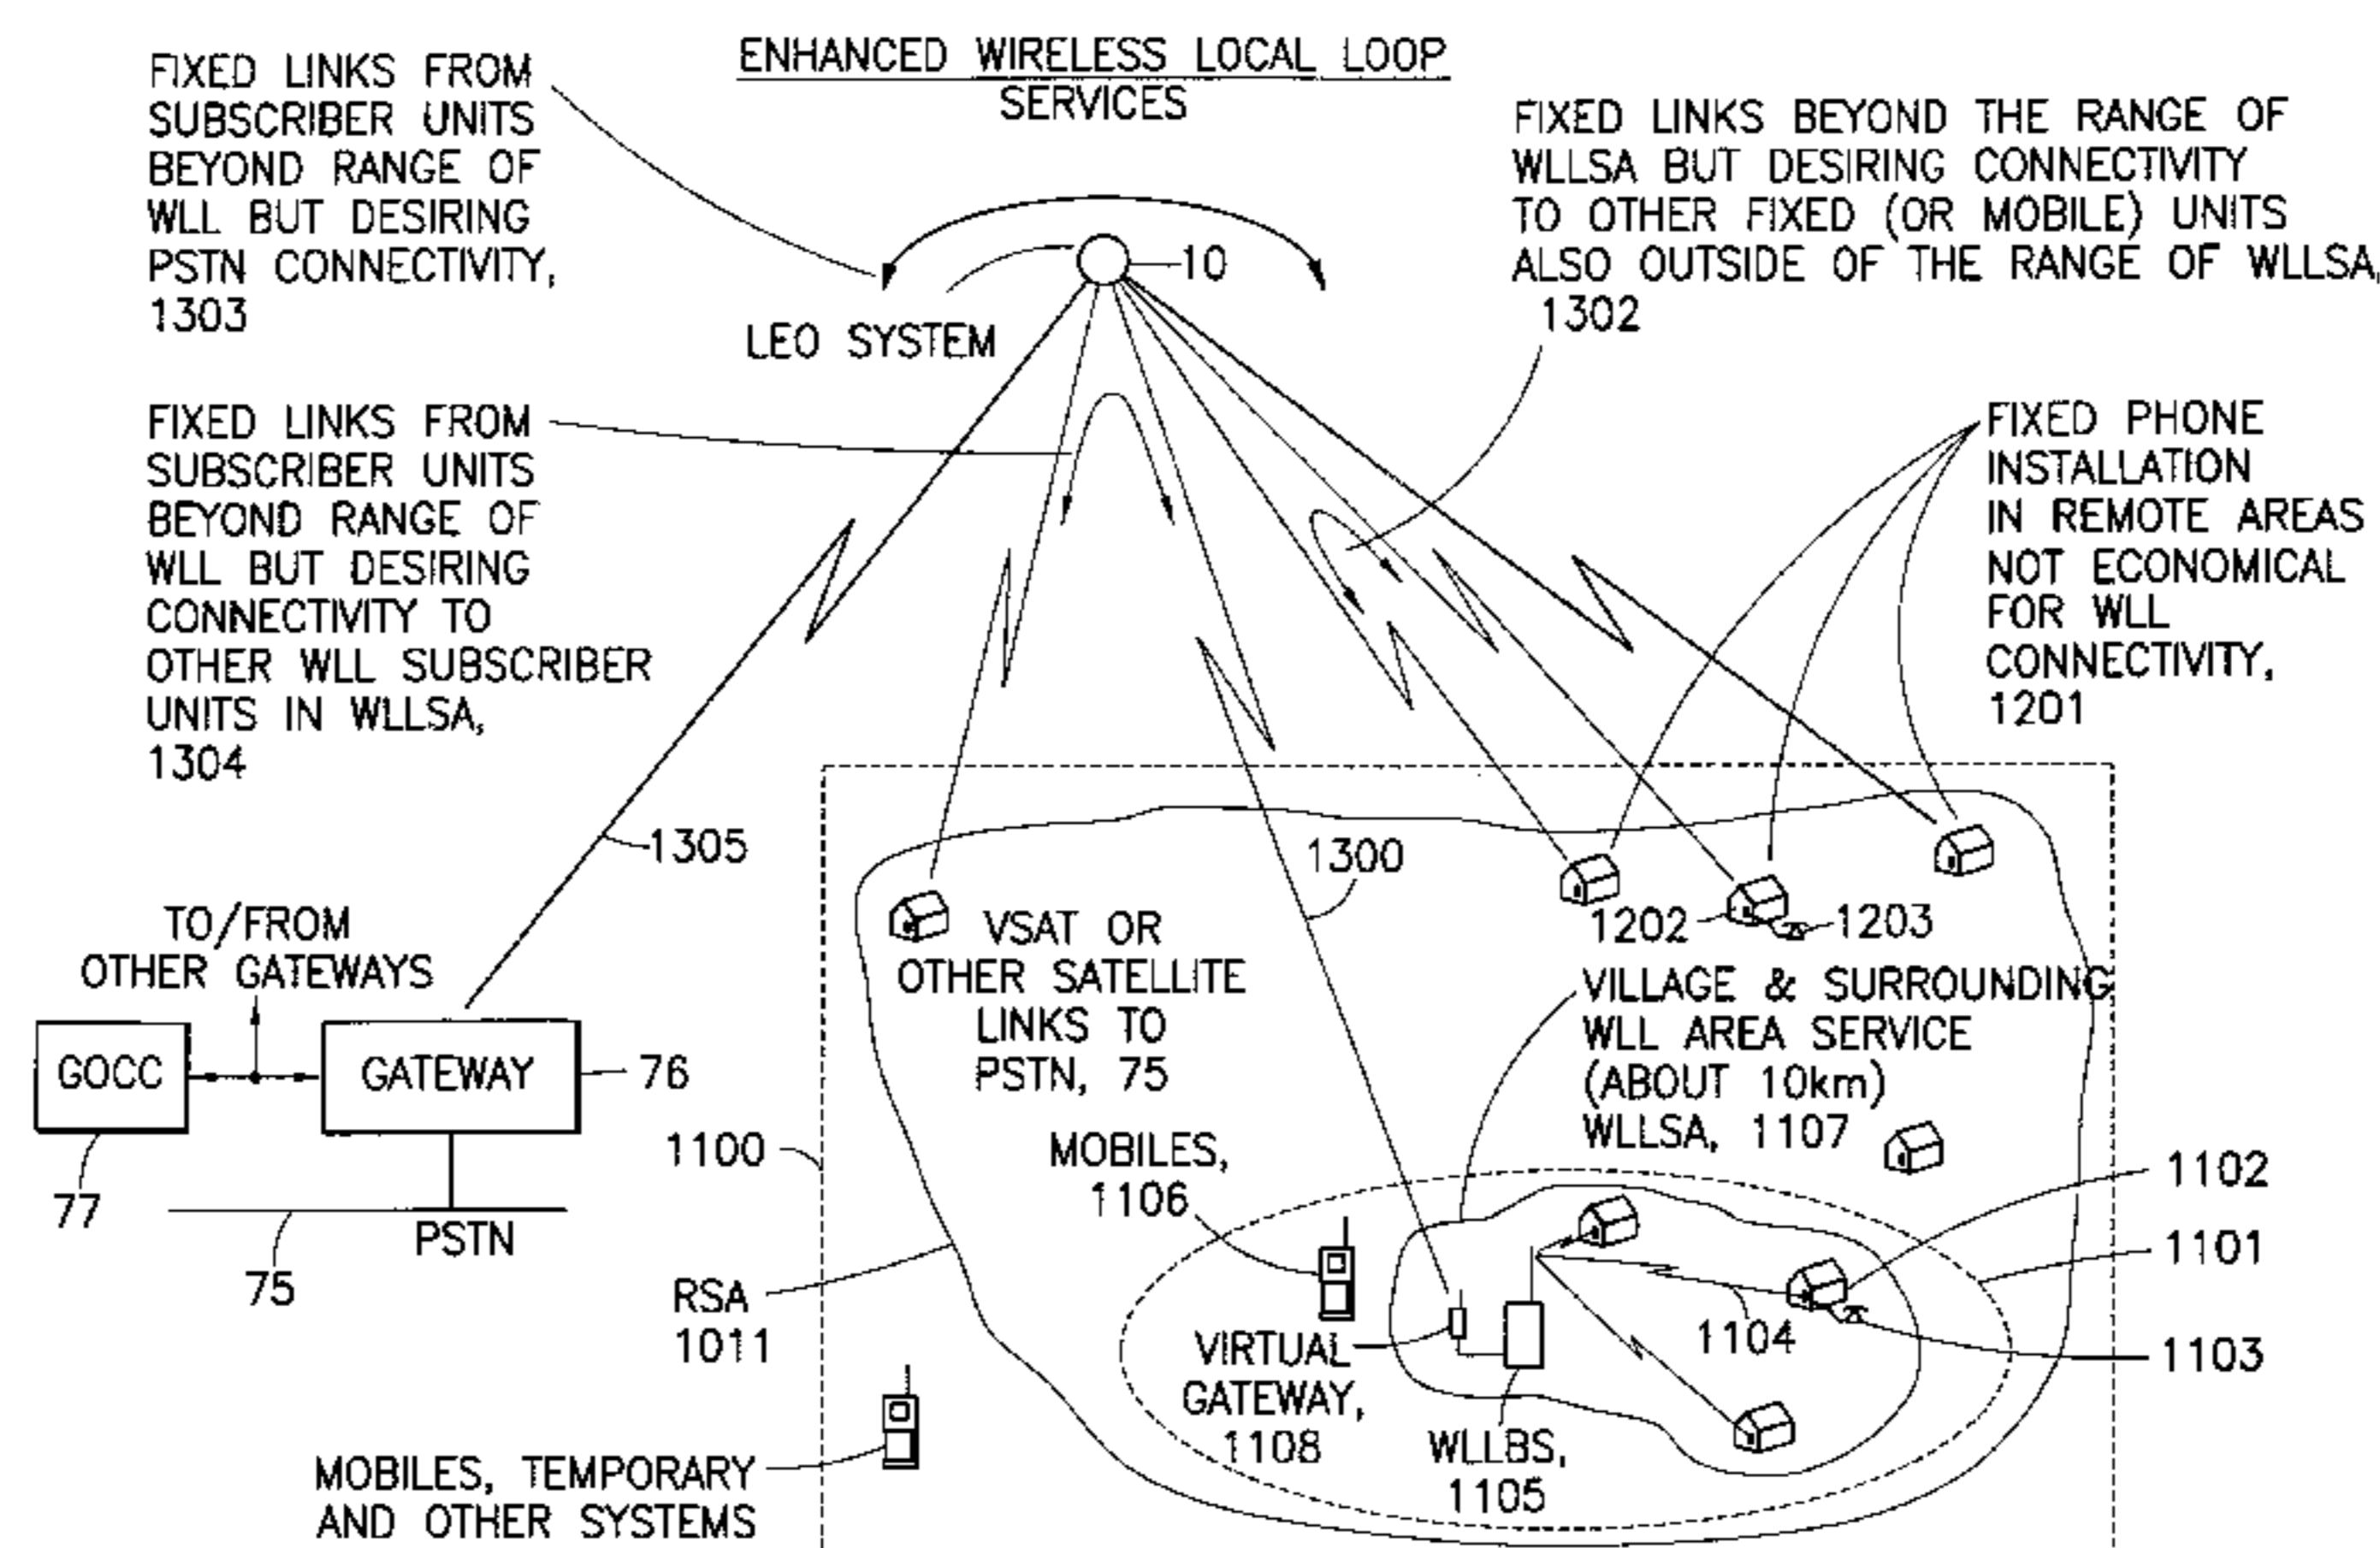 ENHANCED WIRELESS LOCAL LOOP
SERVICES
FIXED LINKS FROM
SUBSCRIBER UNITS
BEYOND RANGE OF
WLL BUT DESIRING
PSTN CONNECTIVITY,
1303
FIXED LINKS BEYOND THE RANGE OF
WLLSA BUT DESIRING CONNECTIVITY
TO OTHER FIXED (OR MOBILE) UNITS
ALSO OUTSIDE OF THE RANGE OF WLLSA,
1302
10
LEO SYSTEM
FIXED LINKS FROM
SUBSCRIBER UNITS
BEYOND RANGE OF
WLL BUT DESIRING
CONNECTIVITY TO
OTHER WLL SUBSCRIBER
UNITS IN WLLSA,
1304
FIXED PHONE
INSTALLATION
IN REMOTE AREAS
NOT ECONOMICAL
FOR WLL
CONNECTIVITY,
1201
1305
1300
TO/FROM
OTHER GATEWAYS
GOCC
GATEWAY
76
77
75
PSTN
VSAT OR
OTHER SATELLITE
LINKS TO
PSTN, 75
1202
1203
VILLAGE & SURROUNDING
WLL AREA SERVICE
(ABOUT 10km)
WLLSA, 1107
1100
MOBILES,
1106
1102
1101
1103
1104
RSA
1011
VIRTUAL
GATEWAY,
1108
WLLBS,
1105
MOBILES, TEMPORARY
AND OTHER SYSTEMS